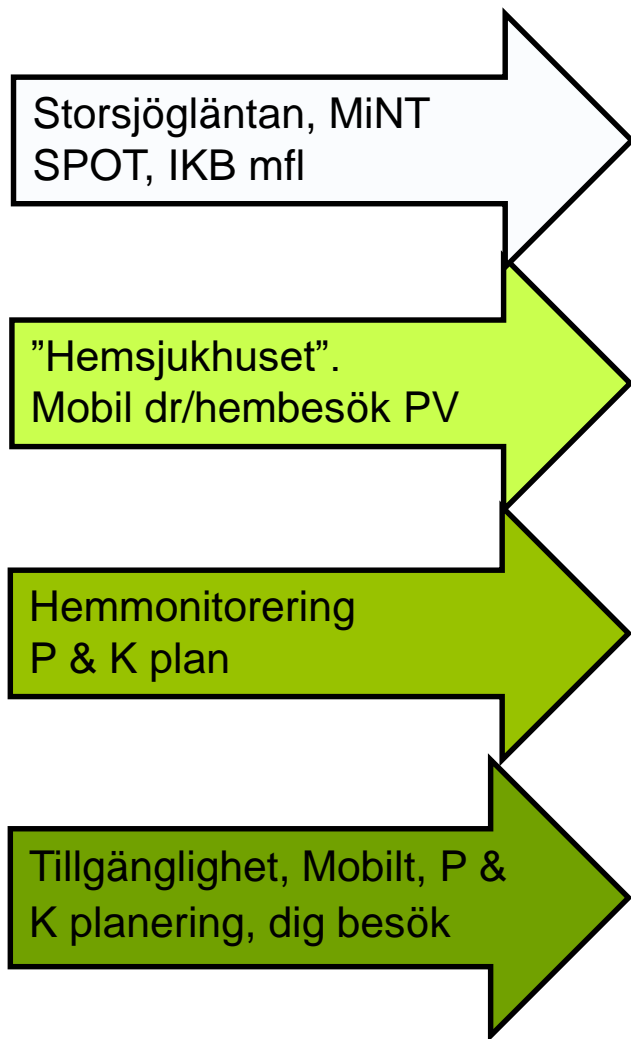 Storsjögläntan, MiNT
SPOT, IKB mfl
”Hemsjukhuset”.
Mobil dr/hembesök PV
Hemmonitorering
P & K plan
Tillgänglighet, Mobilt, P &
K planering, dig besök